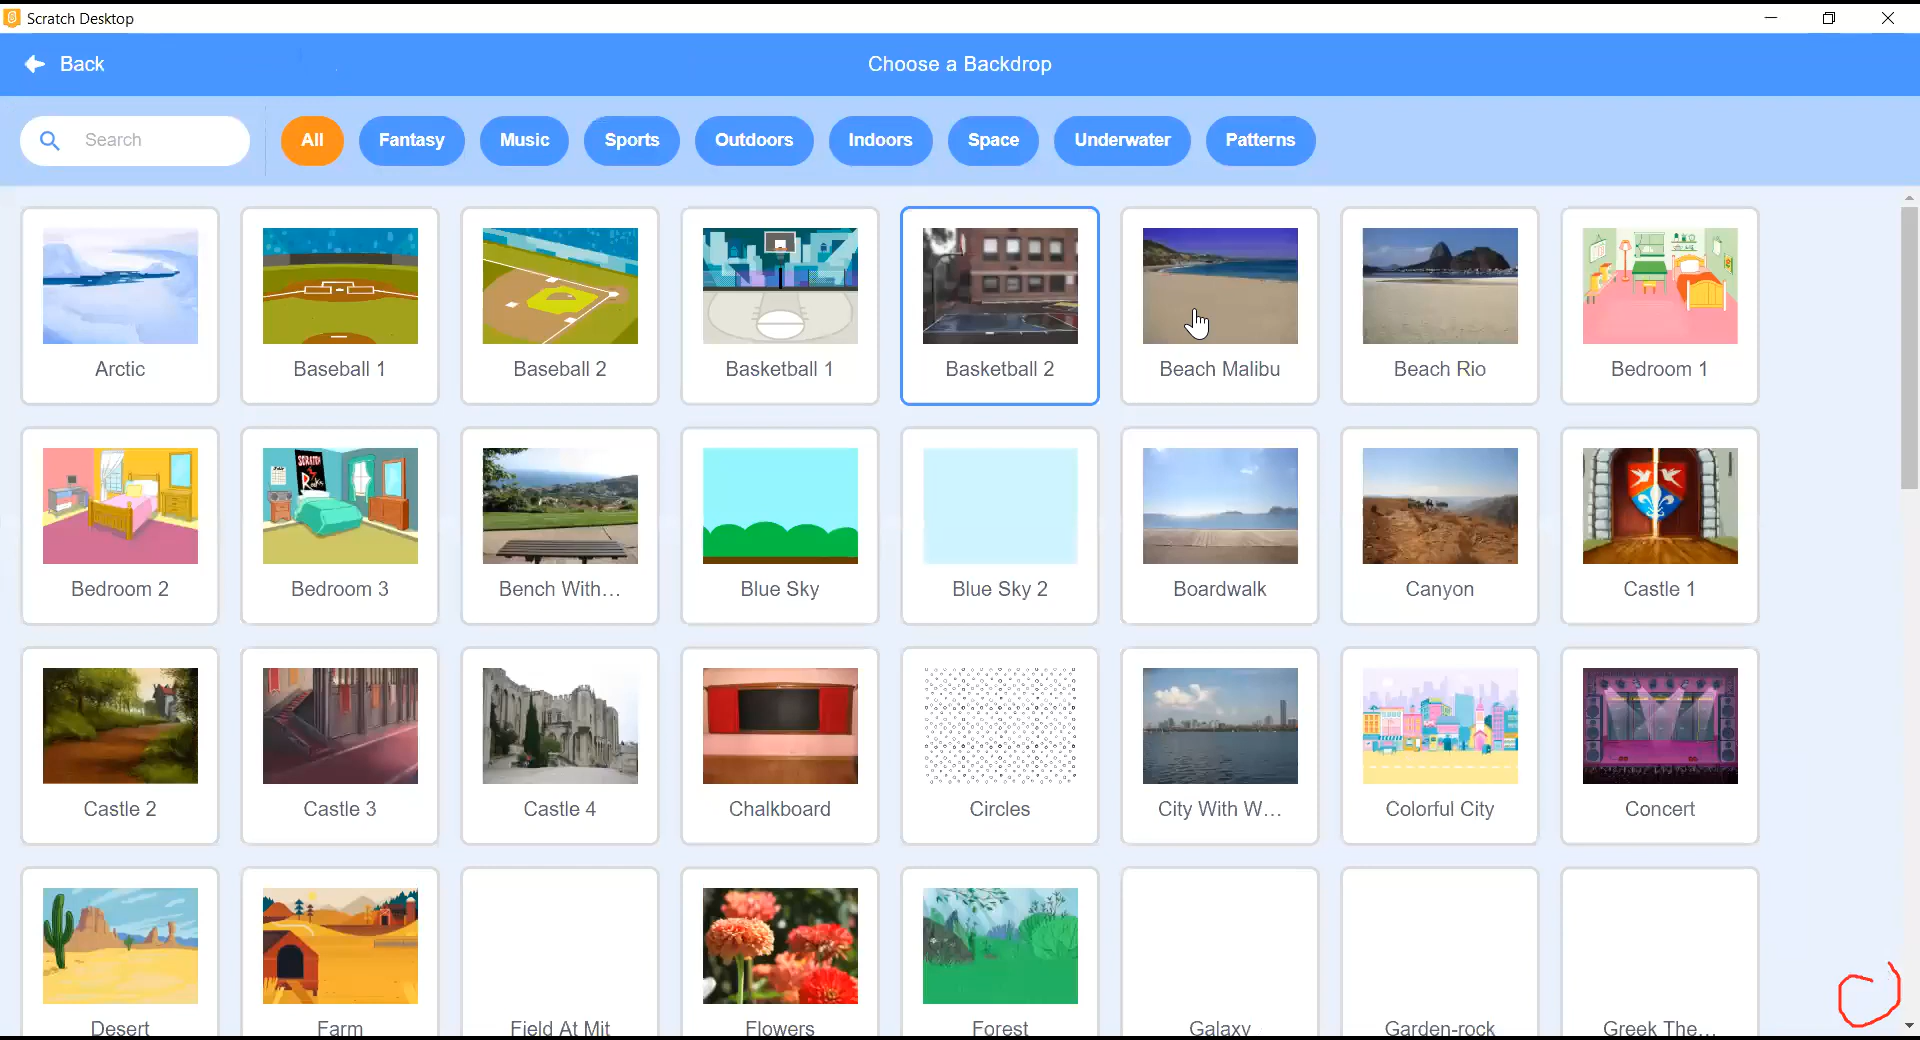 Scratch Desktop
Back
Choose a Backdrop
Search
All
Fantasy
Music
Sports
Outdoors
Indoors
Space
Underwater
Patterns
Arctic
Baseball 1
Baseball 2
Basketball 1
Basketball 2
Beach Malibu
Beach Rio
Bedroom 1
SCRATCH
Bedroom 2
Bedroom 3
Bench With...
Blue Sky
Blue Sky 2
Boardwalk
Canyon
Castle 1
Castle 2
Castle 3
Castle 4
Chalkboard
Circles
City With W...
Colorful City
Concert
Desert
Farm
Field At Mit
Flowers
Forest
Galaxy
Garden-rock
Greek The...